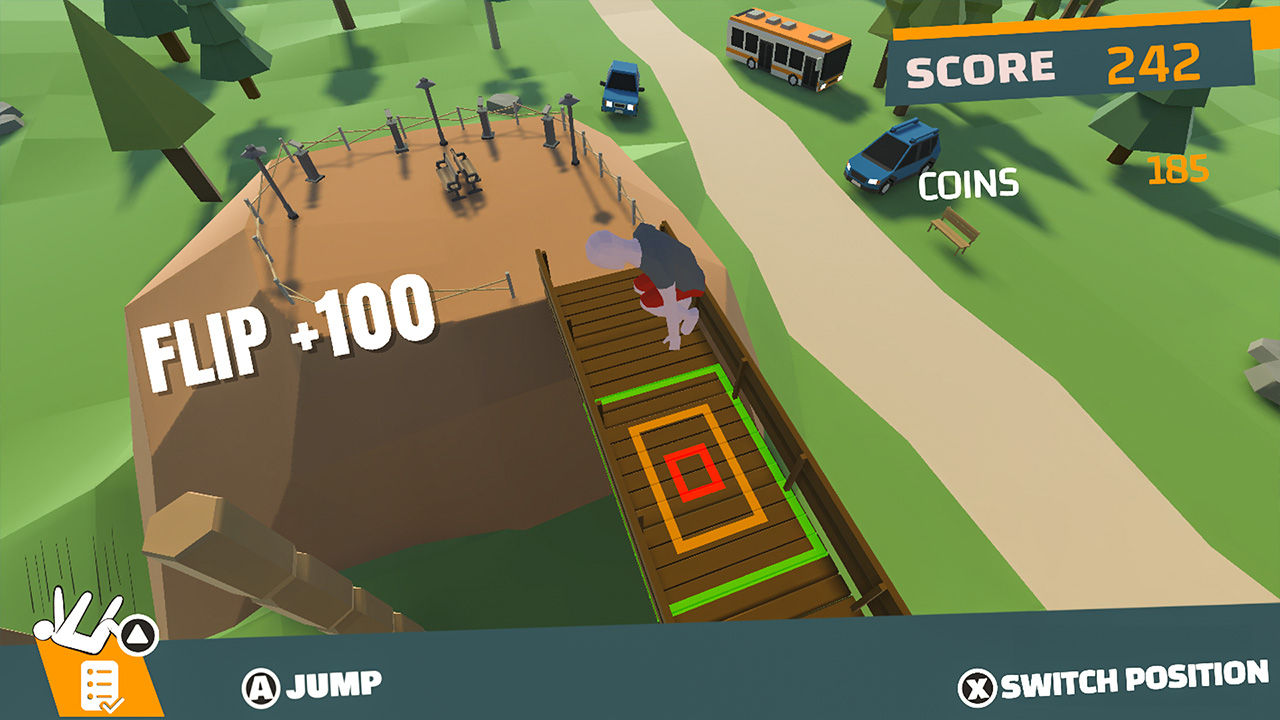 SCORE 242
COINS 185
FLIP +100
A JUMP
X SWITCH POSITION